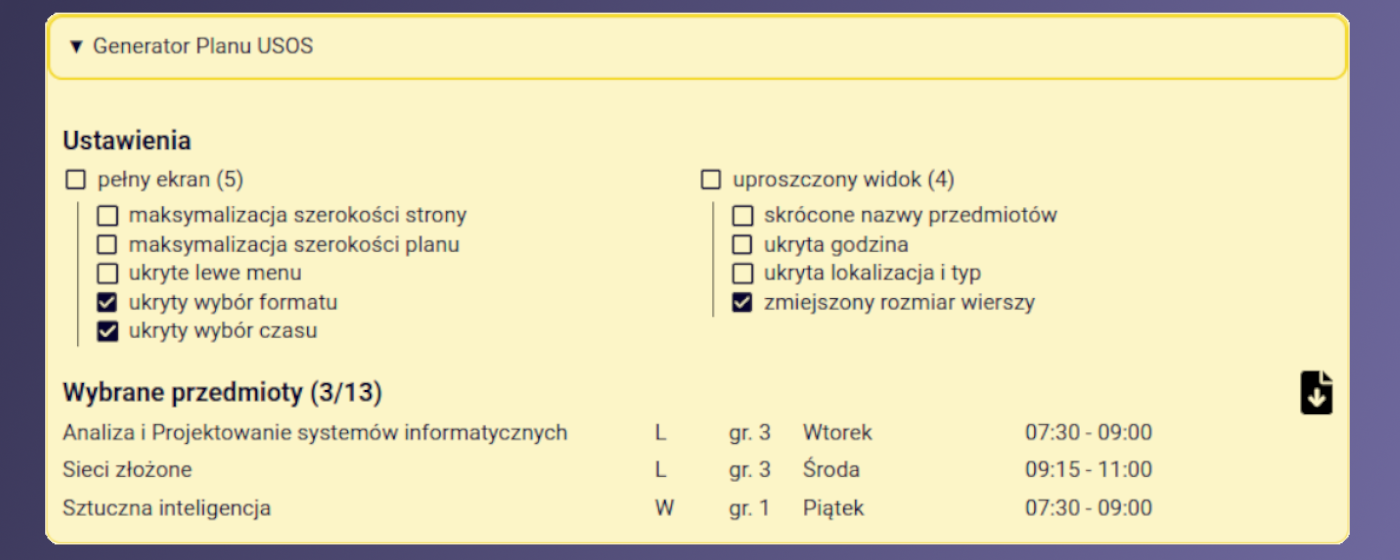 ▼ Generator Planu USOS
Ustawienia
pełny ekran (5)
maksymalizacja szerokości strony
maksymalizacja szerokości planu
ukryte lewe menu
ukryty wybór formatu
ukryty wybór czasu
uproszczony widok (4)
skrócone nazwy przedmiotów
ukryta godzina
ukryta lokalizacja i typ
zmiejszony rozmiar wierszy
Wybrane przedmioty (3/13)
Analiza i Projektowanie systemów informatycznych L gr. 3 Wtorek 07:30 - 09:00
Sieci złożone L gr. 3 Środa 09:15 - 11:00
Sztuczna inteligencja W gr. 1 Piątek 07:30 - 09:00